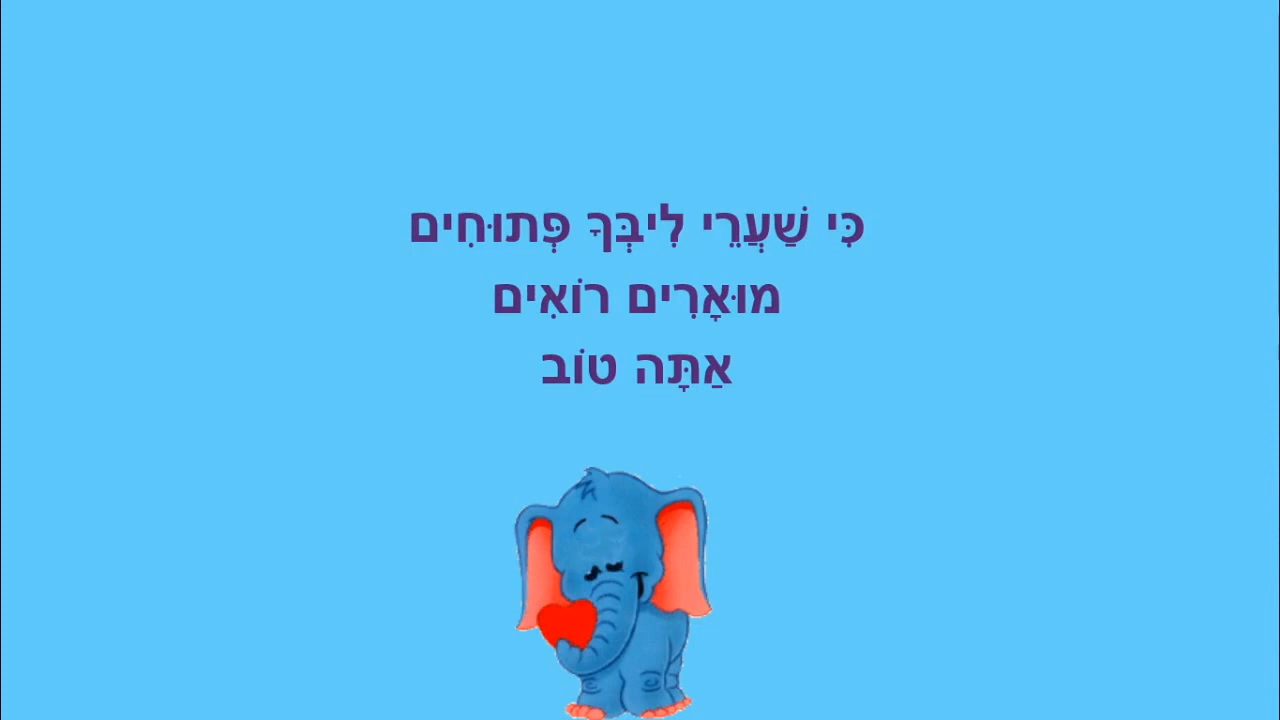 כִּי שַׁעֲרֵי לִיבְּךָ פְּתוּחִים
מוּאָרִים רוֹאִים
אַתָּה טוֹב